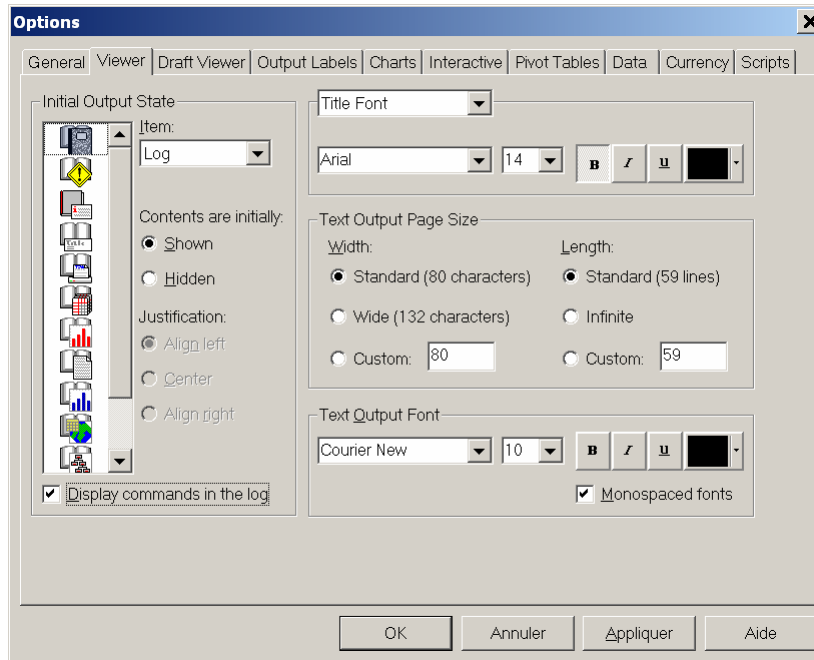 Options
General Viewer Draft Viewer Output Labels Charts Interactive Pivot Tables Data Currency Scripts
Initial Output State
Item:
Log
Contents are initially:
Shown
Hidden
Justification:
Align left
Center
Align right
Display commands in the log
Title Font
Arial 14 B I U
Text Output Page Size
Width: Length:
Standard (80 characters) Standard (59 lines)
Wide (132 characters) Infinite
Custom: 80 Custom: 59
Text Output Font
Courier New 10 B I U
Monospaced fonts
OK Annuler Appliquer Aide